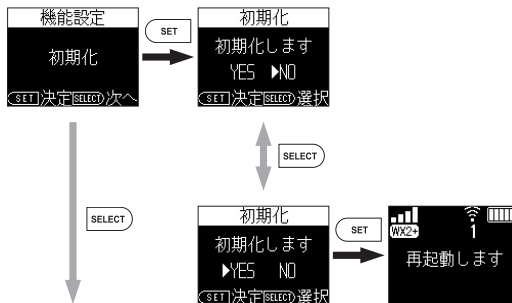 機能設定
初期化
SET 決定 SELECT 次へ
SET
初期化
初期化します
YES ▶NO
SET 決定 SELECT 選択
SELECT
SELECT
初期化
初期化します
▶YES NO
SET 決定 SELECT 選択
SET
WX2+ 1
再起動します